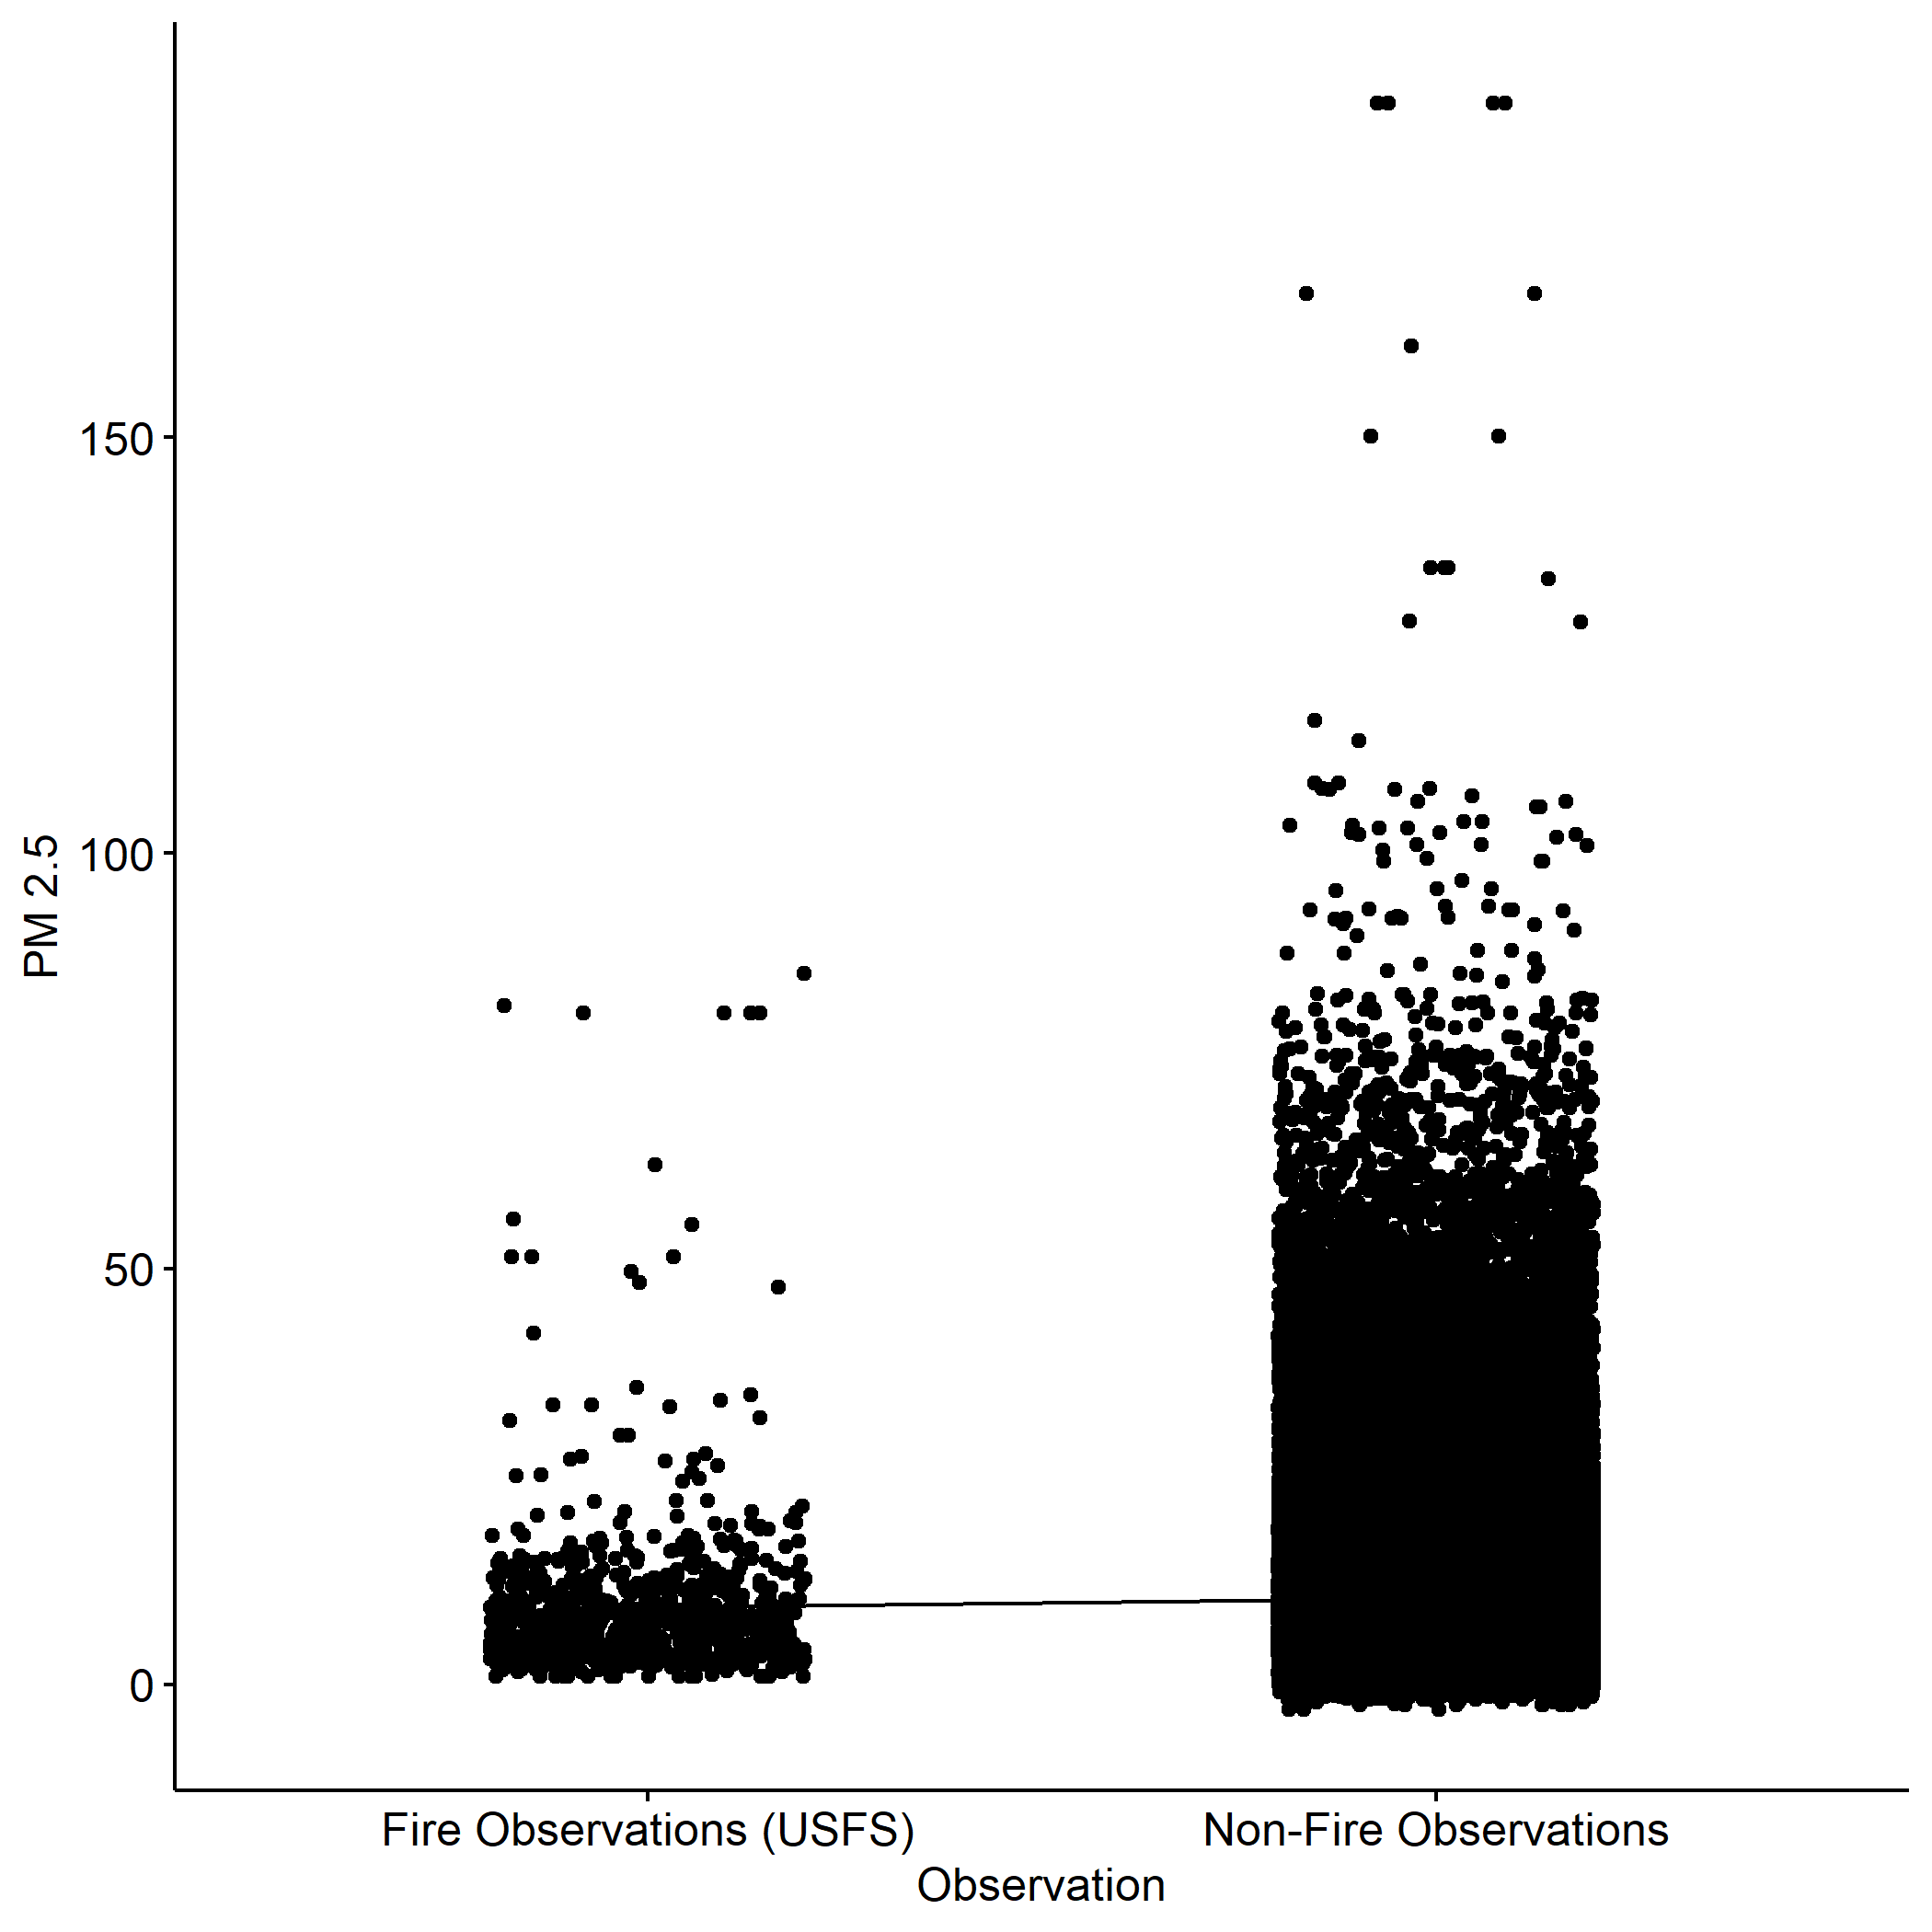 PM 2.5
150
100
50
0
Fire Observations (USFS)
Non-Fire Observations
Observation